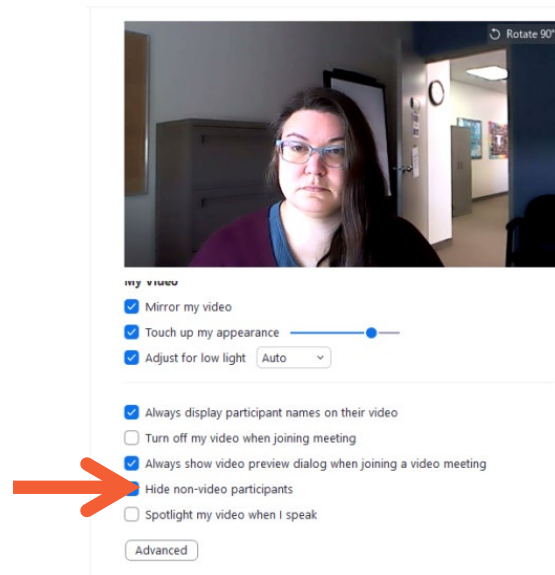 Rotate 90°
My Video
Mirror my video
Touch up my appearance
Adjust for low light Auto
Always display participant names on their video
Turn off my video when joining meeting
Always show video preview dialog when joining a video meeting
Hide non-video participants
Spotlight my video when I speak
Advanced